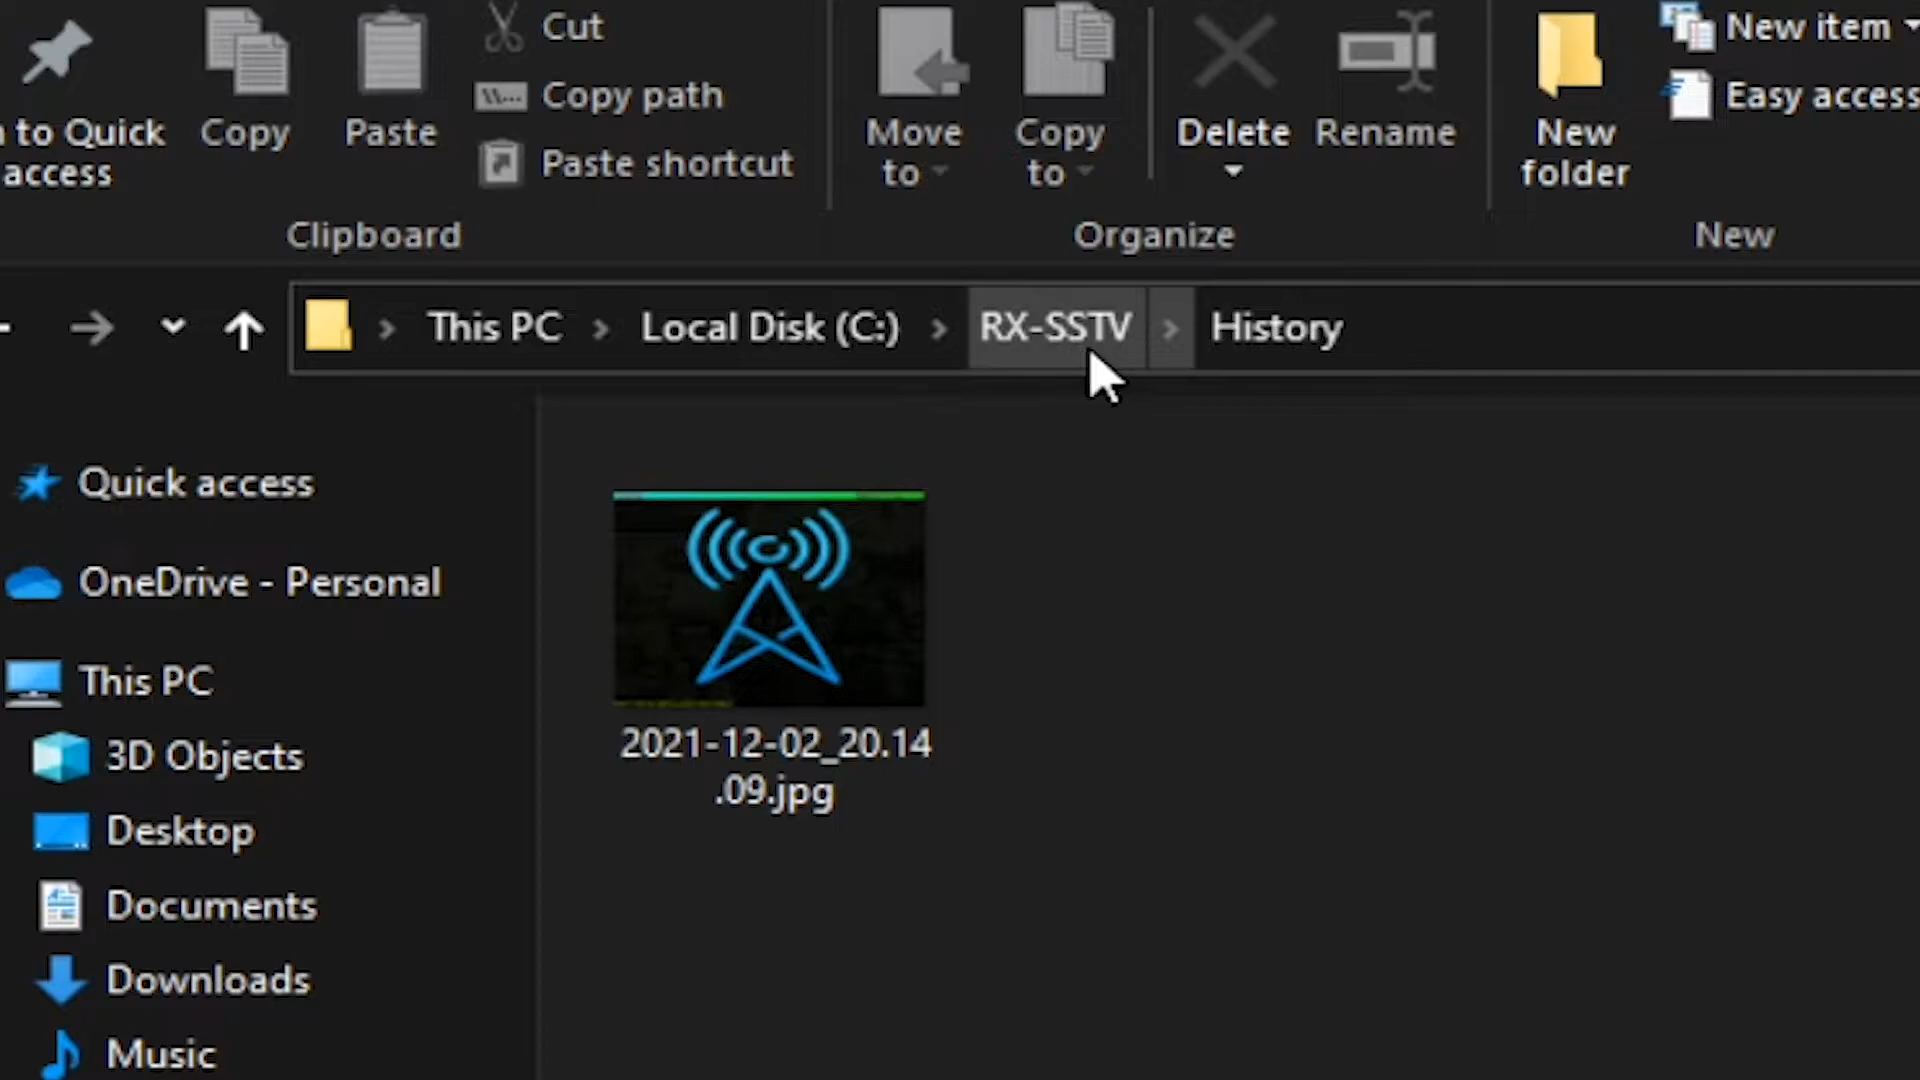 Cut
New item
Copy path
Easy access
to Quick access
Copy
Paste
Paste shortcut
Move to
Copy to
Delete
Rename
New folder
Clipboard
Organize
New
This PC
Local Disk (C:)
RX-SSTV
History
Quick access
OneDrive - Personal
This PC
3D Objects
Desktop
Documents
Downloads
Music
2021-12-02_20.14
.09.jpg